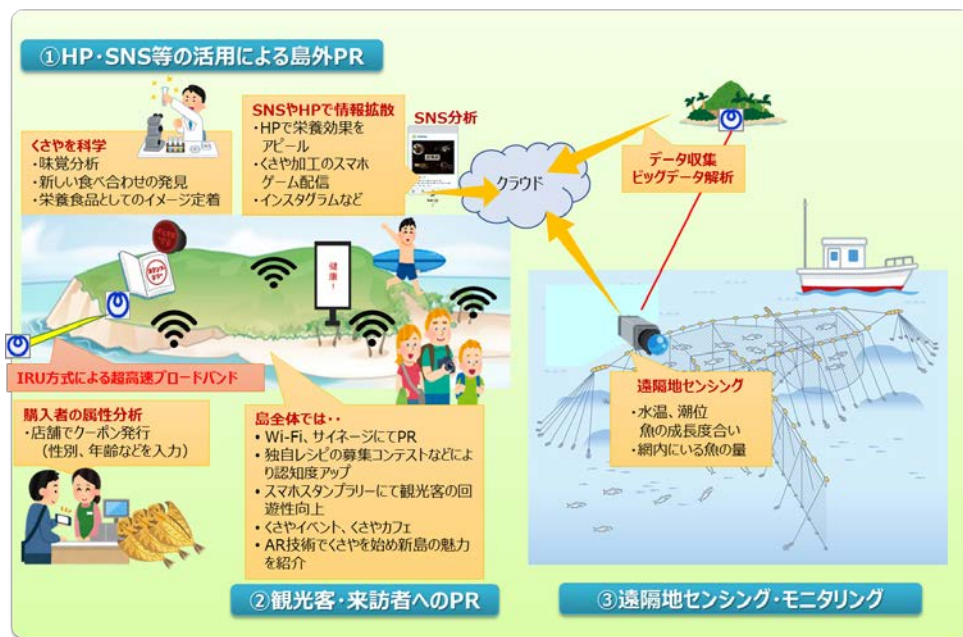 ①HP・SNS等の活用による島外PR
くさやを科学
・味覚分析
・新しい食べ合わせの発見
・栄養食品としてのイメージ定着
SNSやHPで情報拡散
・HPで栄養効果を
アピール
・くさや加工のスマホ
ゲーム配信
・インスタグラムなど
SNS分析
クラウド
データ収集
ビッグデータ解析
健康!
IRU方式による超高速ブロードバンド
購入者の属性分析
・店舗でクーポン発行
(性別、年齢などを入力)
島全体では・・
• Wi-Fi、サイネージにてPR
• 独自レシピの募集コンテストなどにより認知度アップ
• スマホスタンプラリーにて観光客の回遊性向上
• くさやイベント、くさやカフェ
• AR技術でくさやを始め新島の魅力を紹介
②観光客・来訪者へのPR
遠隔地センシング
・水温、潮位
魚の成長度合い
・網内にいる魚の量
③遠隔地センシング・モニタリング